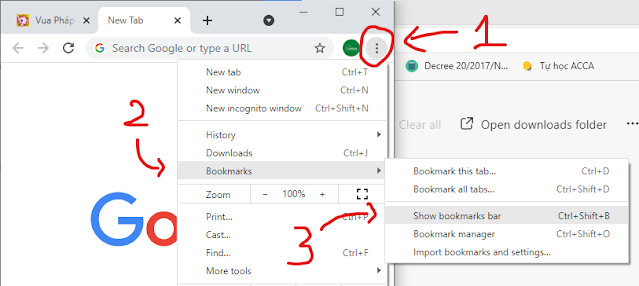 Vua Pháp
New Tab
1
Search Google or type a URL
Decree 20/2017/N...
Tự học ACCA
New tab Ctrl+T
New window Ctrl+N
New incognito window Ctrl+Shift+N
Clear all
Open downloads folder
2
History
Downloads Ctrl+J
Bookmarks
Bookmark this tab... Ctrl+D
Bookmark all tabs... Ctrl+Shift+D
Zoom - 100% +
Goo
Show bookmarks bar Ctrl+Shift+B
Print... Ctrl+P
Cast...
Bookmark manager Ctrl+Shift+O
3
Find... Ctrl+F
Import bookmarks and settings...
More tools